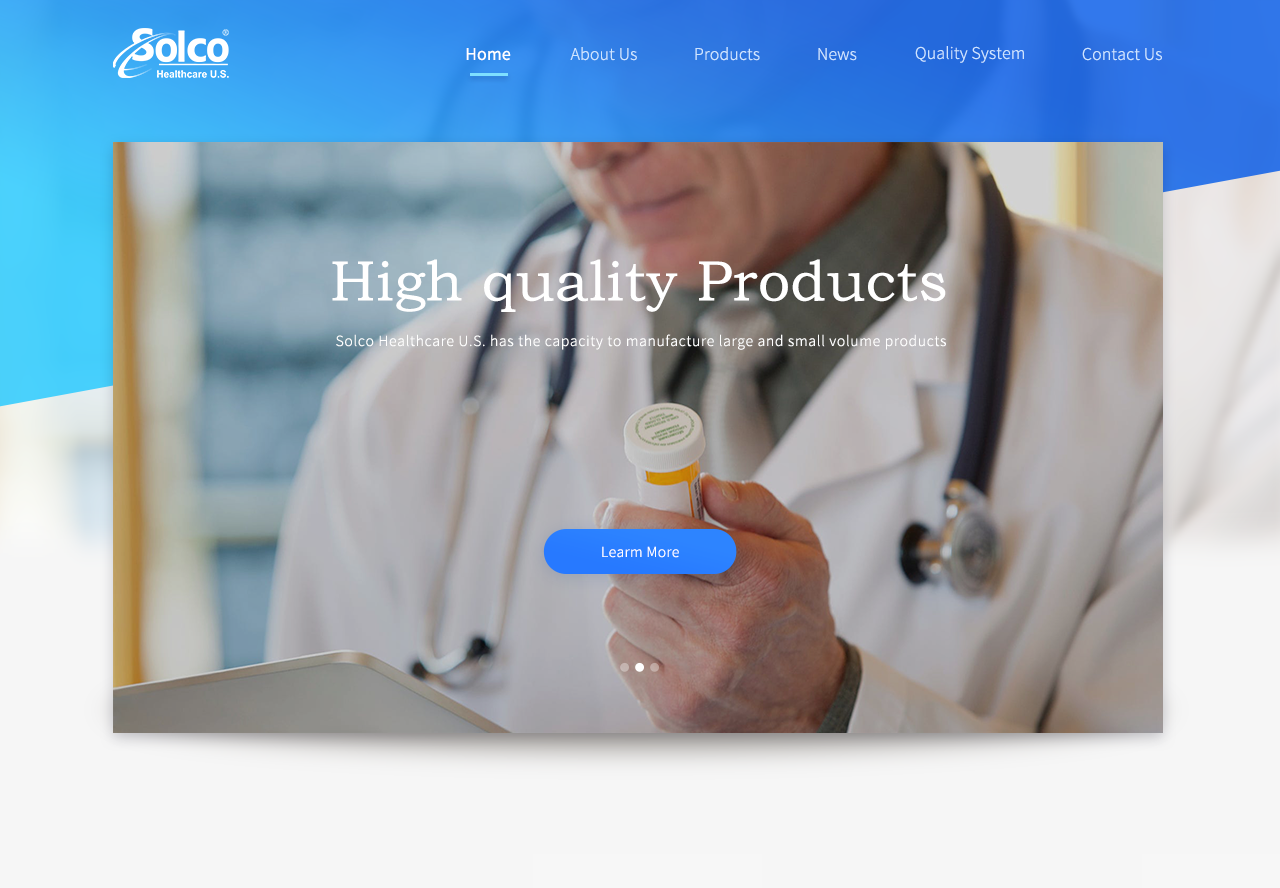 Solco®
Healthcare U.S.
Home
About Us
Products
News
Quality System
Contact Us
High quality Products
Solco Healthcare U.S. has the capacity to manufacture large and small volume products
Learm More